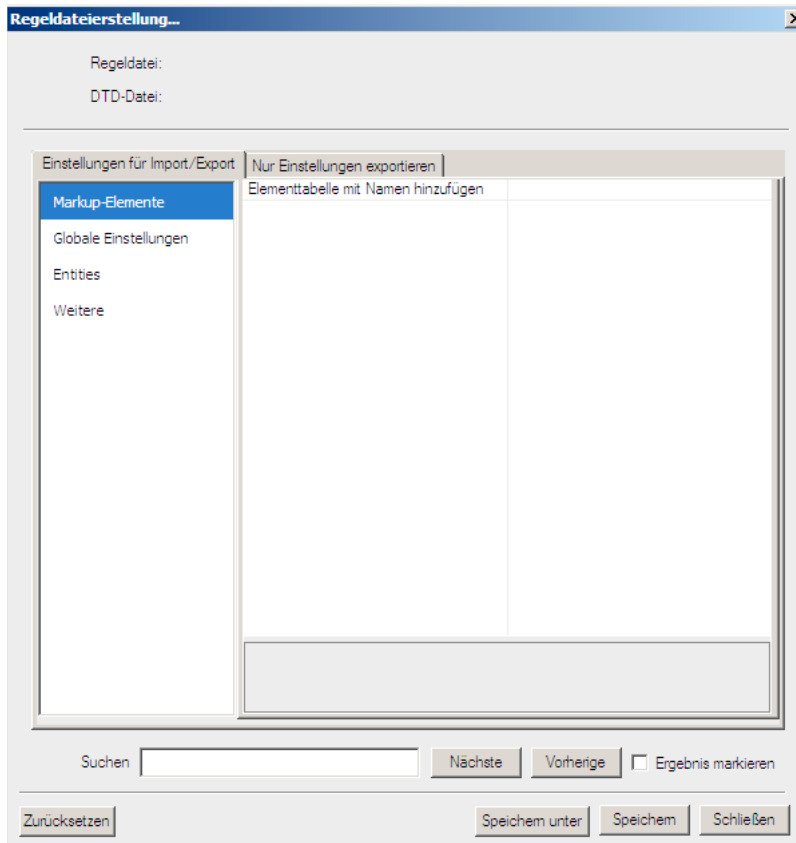 Regeldateierstellung...
Regeldatei:
DTD-Datei:
Einstellungen für Import/Export
Nur Einstellungen exportieren
Markup-Elemente
Globale Einstellungen
Entities
Weitere
Elementtabelle mit Namen hinzufügen
Suchen
Nächste
Vorherige
Ergebnis markieren
Zurücksetzen
Speichern unter
Speichern
Schließen